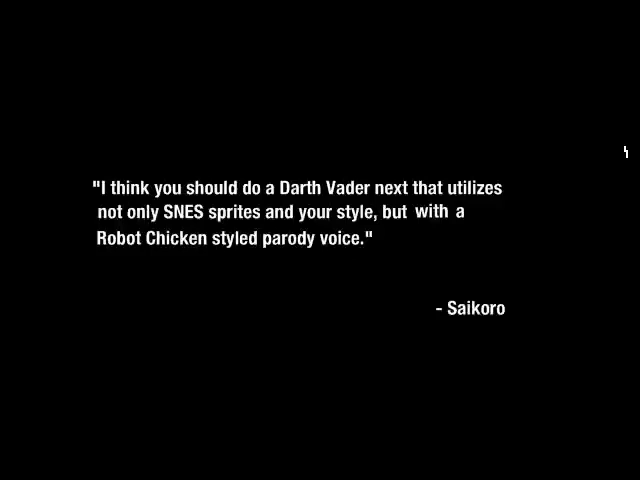 "I think you should do a Darth Vader next that utilizes
not only SNES sprites and your style, but with a
Robot Chicken styled parody voice."
- Saikoro